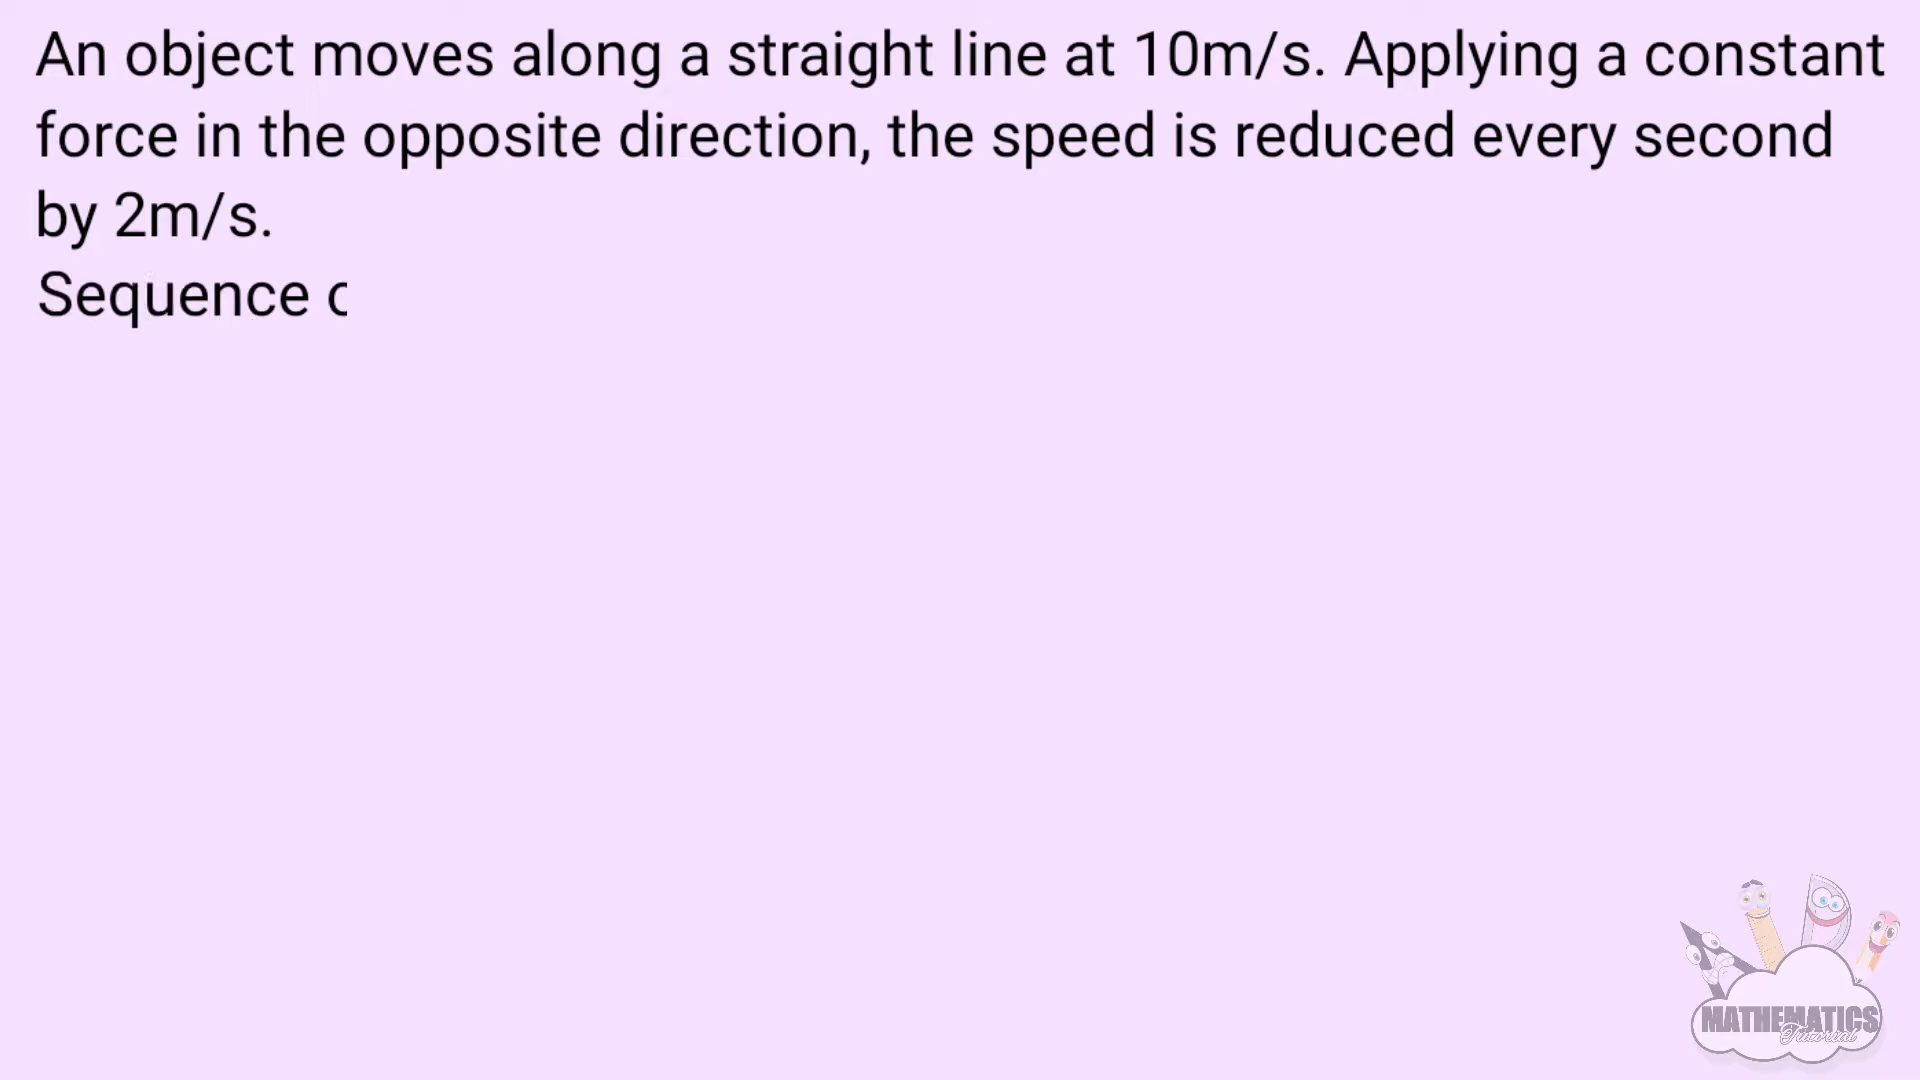 An object moves along a straight line at 10m/s. Applying a constant
force in the opposite direction, the speed is reduced every second
by 2m/s.
Sequence
MATHEMATICS
Tutorial